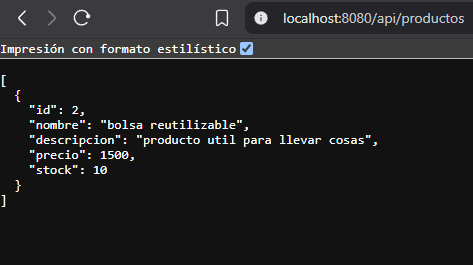 localhost:8080/api/productos
Impresión con formato estilístico
[
  {
    "id": 2,
    "nombre": "bolsa reutilizable",
    "descripcion": "producto util para llevar cosas",
    "precio": 1500,
    "stock": 10
  }
]